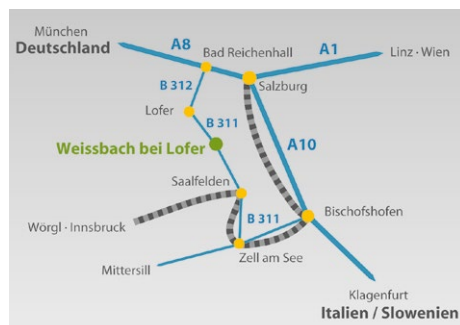 München
Deutschland
A8
Bad Reichenhall
A1
Linz · Wien
B 312
Salzburg
Lofer
B 311
Weissbach bei Lofer
A10
Saalfelden
Bischofshofen
B 311
Wörgl · Innsbruck
Zell am See
Mittersill
Klagenfurt
Italien / Slowenien